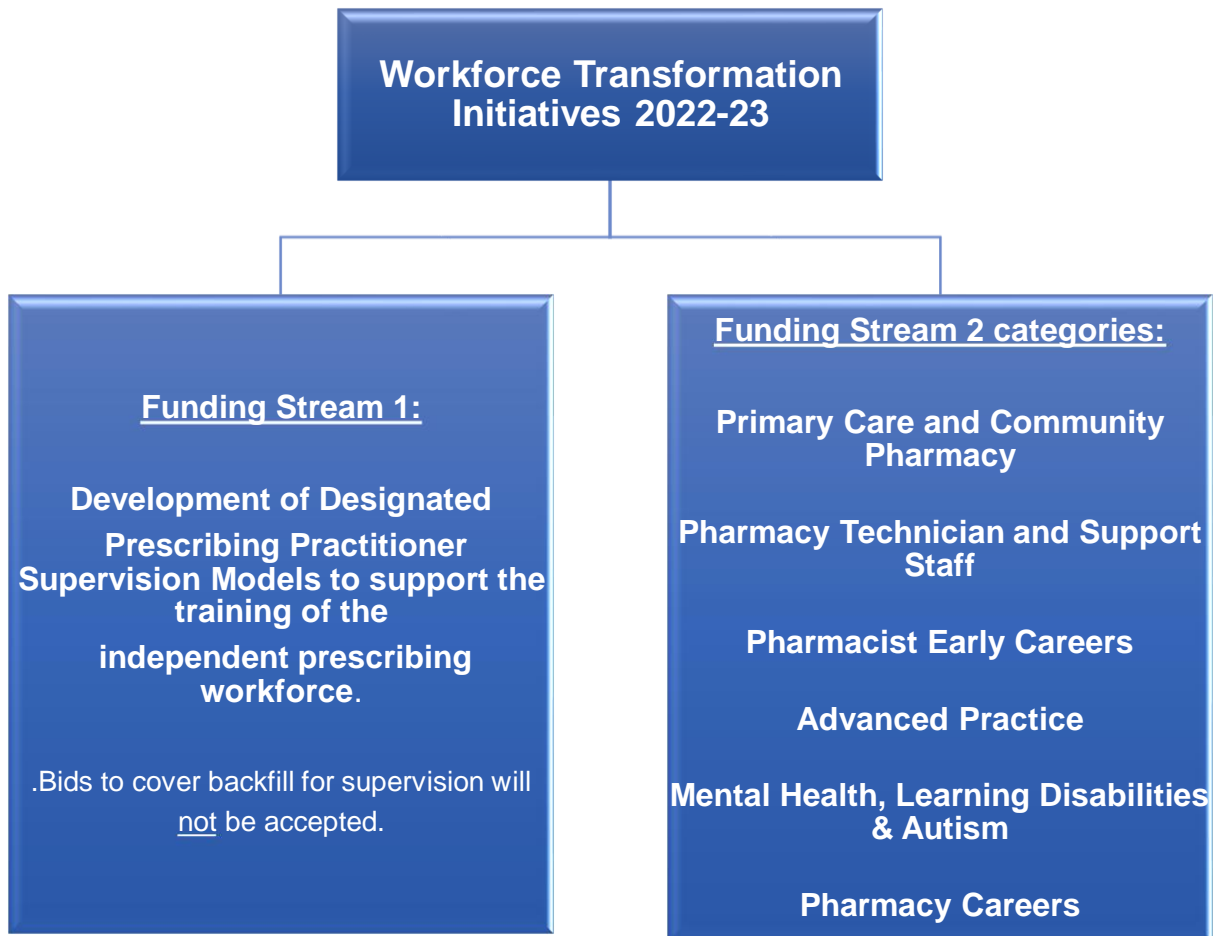 Workforce Transformation
Initiatives 2022-23
Funding Stream 1:
Development of Designated
Prescribing Practitioner
Supervision Models to support the
training of the
independent prescribing
workforce.
.Bids to cover backfill for supervision will
not be accepted.
Funding Stream 2 categories:
Primary Care and Community
Pharmacy
Pharmacy Technician and Support
Staff
Pharmacist Early Careers
Advanced Practice
Mental Health, Learning Disabilities
& Autism
Pharmacy Careers